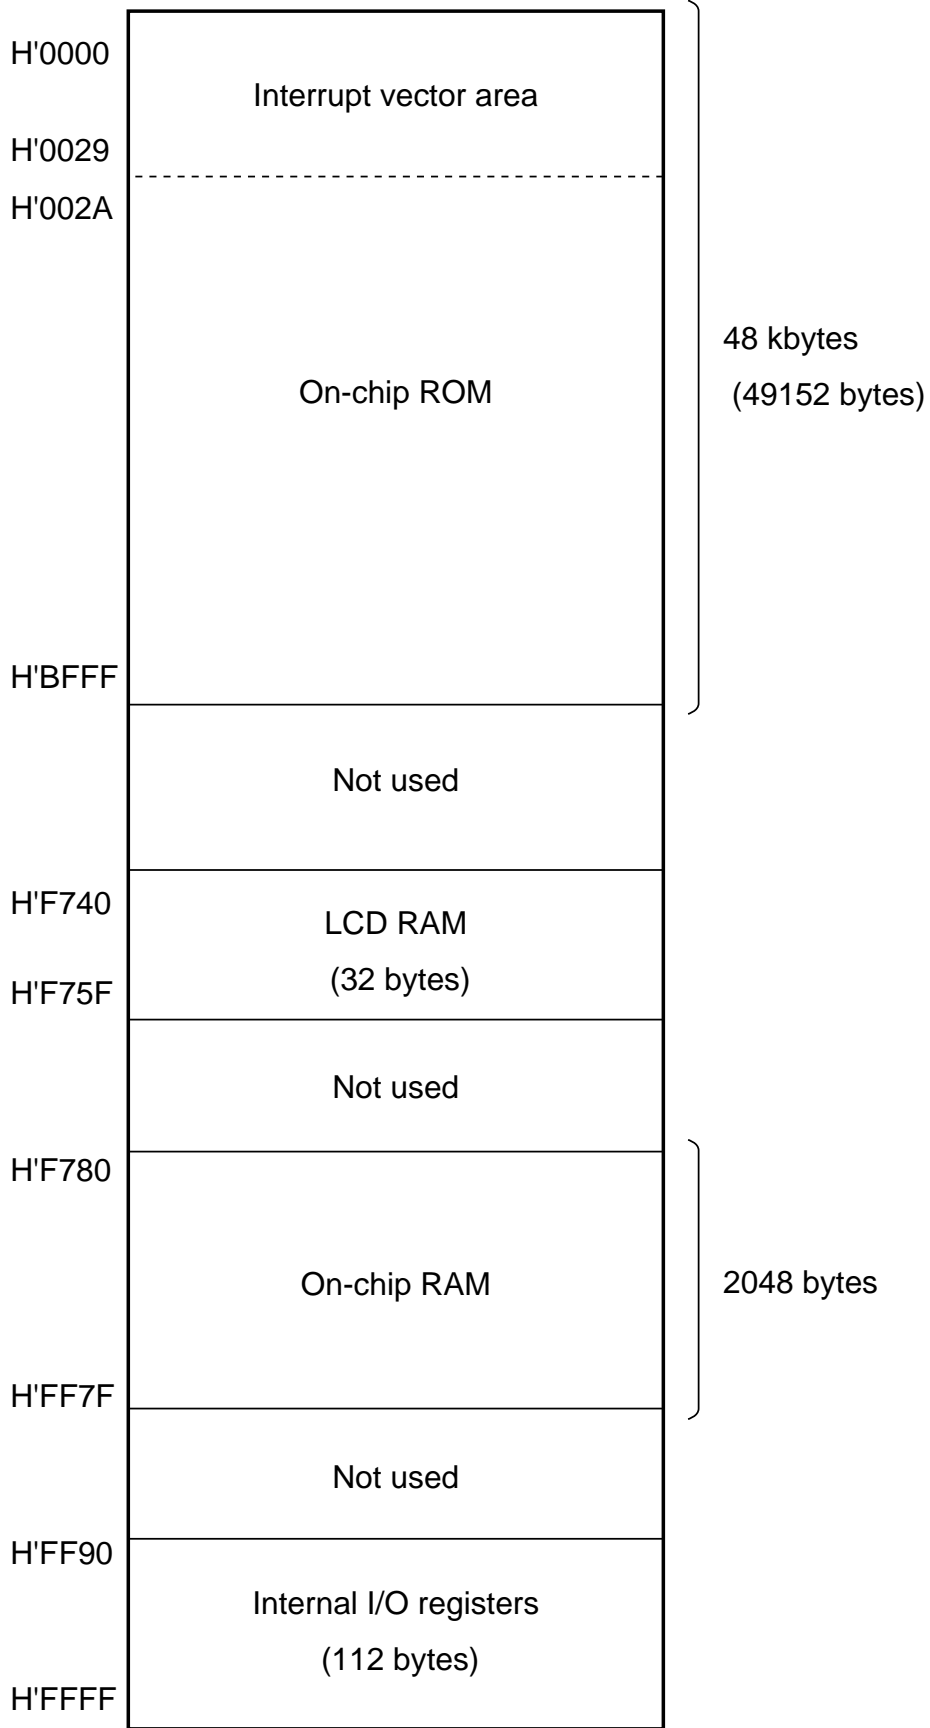 H'0000
Interrupt vector area
H'0029
H'002A
48 kbytes
(49152 bytes)
On-chip ROM
H'BFFF
Not used
H'F740
LCD RAM
(32 bytes)
H'F75F
Not used
H'F780
On-chip RAM
2048 bytes
H'FF7F
Not used
H'FF90
Internal I/O registers
(112 bytes)
H'FFFF